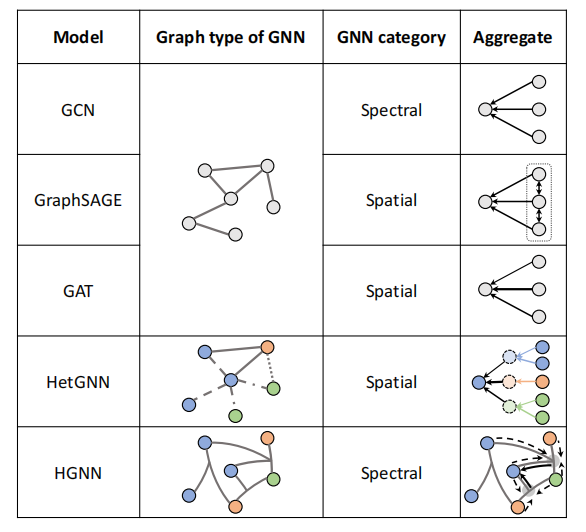 Model Graph type of GNN GNN category Aggregate
GCN Spectral
GraphSAGE Spatial
GAT Spatial
HetGNN Spatial
HGNN Spectral